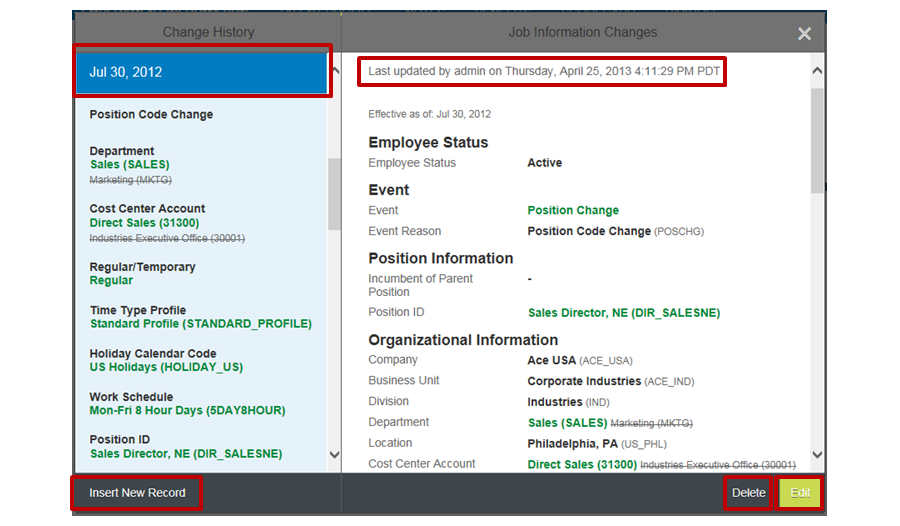 Change History
Job Information Changes
Jul 30, 2012
Position Code Change
Department
Sales (SALES)
Marketing (MKTG)
Cost Center Account
Direct Sales (31300)
Industries Executive Office (30001)
Regular/Temporary
Regular
Time Type Profile
Standard Profile (STANDARD_PROFILE)
Holiday Calendar Code
US Holidays (HOLIDAY_US)
Work Schedule
Mon-Fri 8 Hour Days (5DAY8HOUR)
Position ID
Sales Director, NE (DIR_SALESNE)
Insert New Record
Last updated by admin on Thursday, April 25, 2013 4:11:29 PM PDT
Effective as of: Jul 30, 2012
Employee Status
Employee Status Active
Event
Event Position Change
Event Reason Position Code Change (POSCHG)
Position Information
Incumbent of Parent -
Position
Position ID Sales Director, NE (DIR_SALESNE)
Organizational Information
Company Ace USA (ACE_USA)
Business Unit Corporate Industries (ACE_IND)
Division Industries (IND)
Department Sales (SALES) Marketing (MKTG)
Location Philadelphia, PA (US_PHL)
Cost Center Account Direct Sales (31300) Industries Executive Office (30001)
Delete
Edit